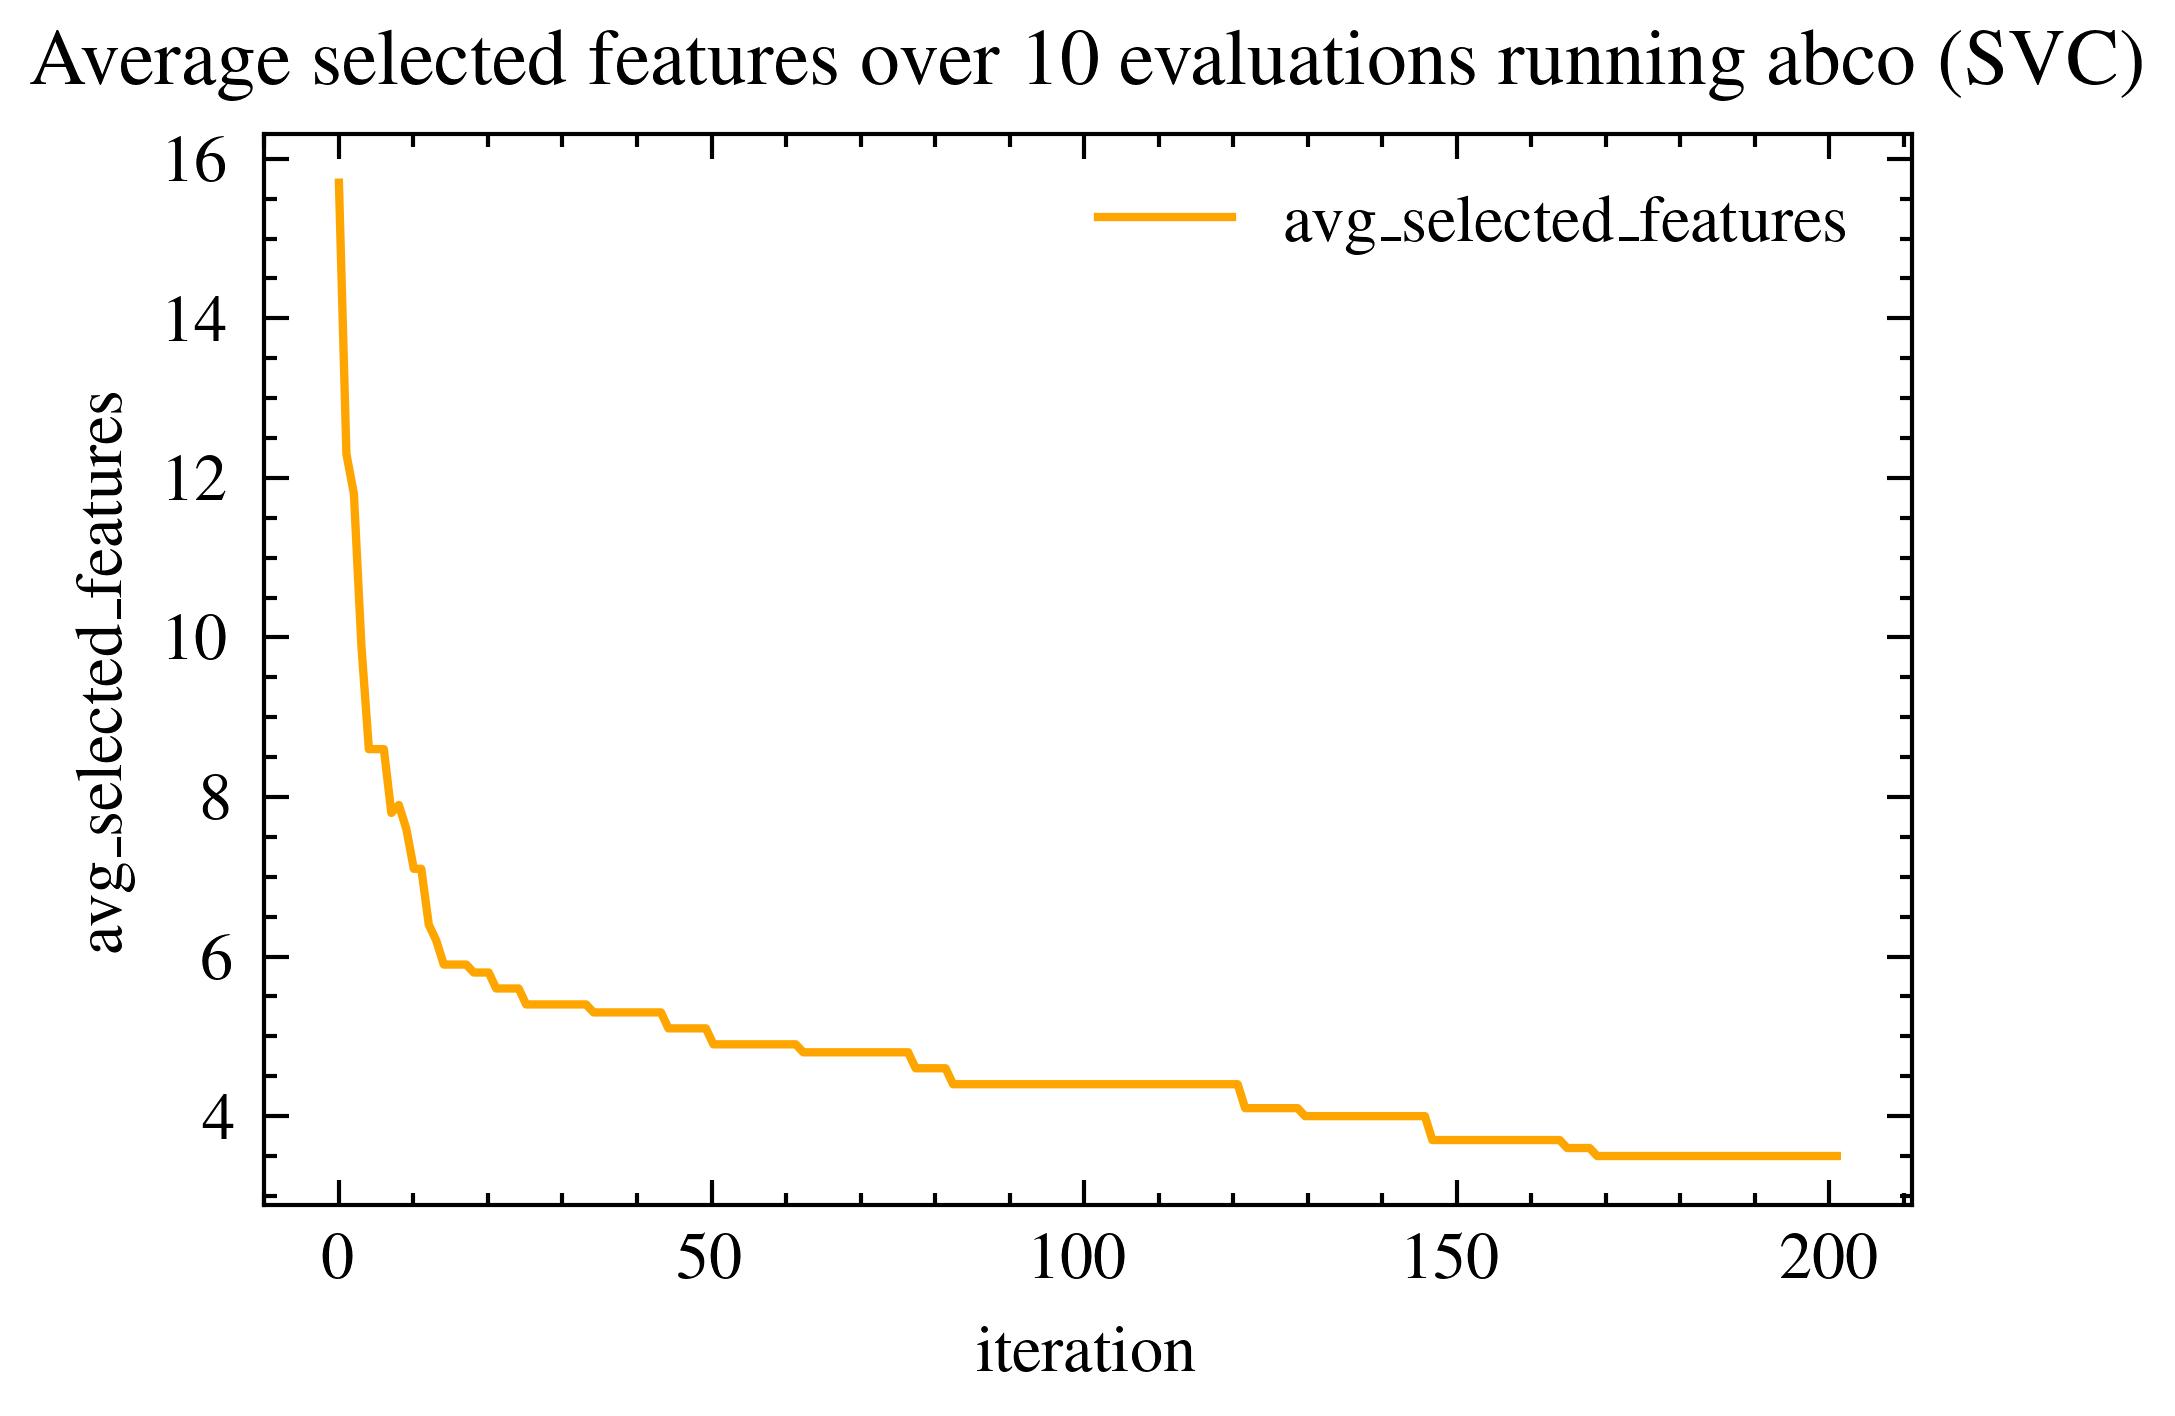 Average selected features over 10 evaluations running abco (SVC)
avg_selected_features
16
14
12
10
8
6
4
avg_selected_features
0 50 100 150 200
iteration